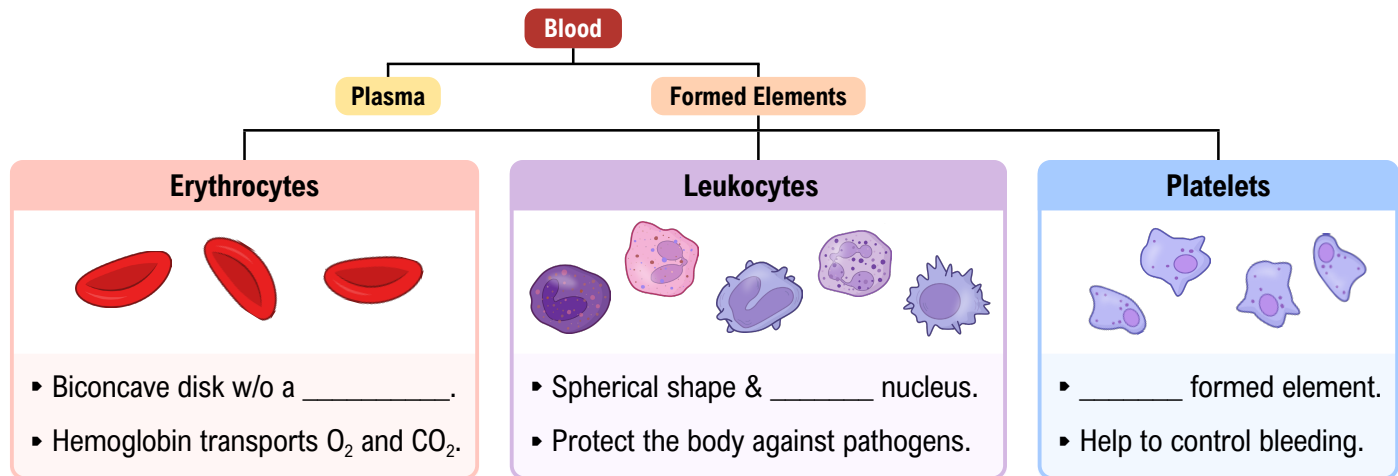 Blood
Plasma
Formed Elements
Erythrocytes
‣ Biconcave disk w/o a __________.
‣ Hemoglobin transports O₂ and CO₂.
Leukocytes
‣ Spherical shape & _______ nucleus.
‣ Protect the body against pathogens.
Platelets
‣ _______ formed element.
‣ Help to control bleeding.